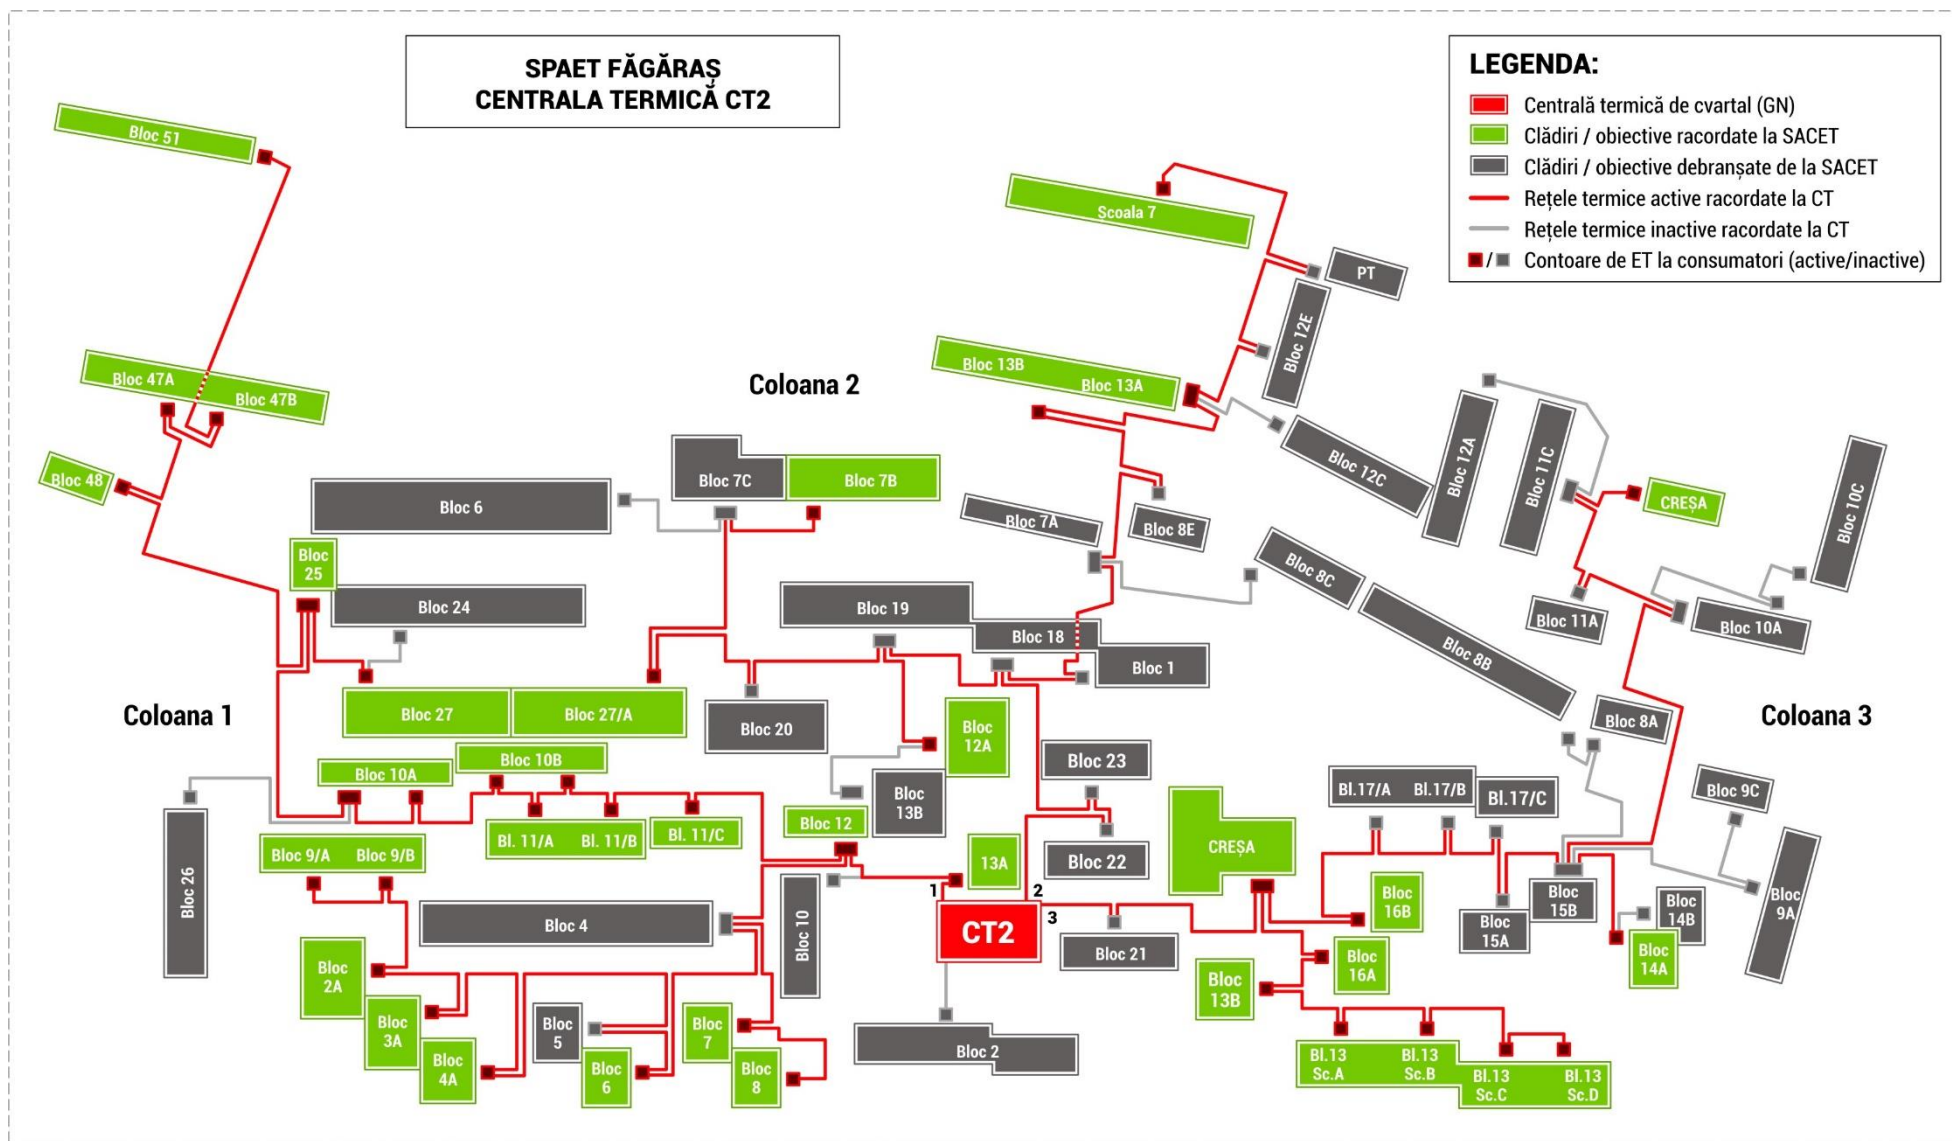 SPAET FĂGĂRAȘ
CENTRALA TERMICĂ CT2
LEGENDA:
Centrală termică de cvartal (GN)
Clădiri / obiective racordate la SACET
Clădiri / obiective debranșate de la SACET
Rețele termice active racordate la CT
Rețele termice inactive racordate la CT
/
Contoare de ET la consumatori (active/inactive)
Bloc 51
Școala 7
PT
Bloc 12E
Bloc 47A
Bloc 47B
Coloana 2
Bloc 13B
Bloc 13A
Bloc 48
Bloc 6
Bloc 7C
Bloc 7B
Bloc 12C
Bloc 12A
Bloc 11C
CREȘA
Bloc 10C
Bloc 7A
Bloc 8E
Bloc 8C
Bloc
25
Bloc 24
Bloc 19
Bloc 18
Bloc 1
Bloc 8B
Bloc 11A
Bloc 10A
Coloana 1
Bloc 27
Bloc 27/A
Bloc 20
Bloc
12A
Bloc 8A
Coloana 3
Bloc 10A
Bloc 10B
Bloc 23
Bloc
13B
Bl.17/A
Bl.17/B
Bl.17/C
Bloc 9C
Bloc 12
Bl. 11/A
Bl. 11/B
Bl. 11/C
Bloc 26
Bloc 9/A
Bloc 9/B
13A
Bloc 22
CREȘA
1
2
3
Bloc
16B
Bloc
15A
Bloc
15B
Bloc
14B
Bloc
9A
Bloc 4
Bloc 10
CT2
Bloc 21
Bloc
16A
Bloc
14A
Bloc
2A
Bloc
13B
Bloc
3A
Bloc
4A
Bloc
5
Bloc
6
Bloc
7
Bloc
8
Bloc 2
Bl.13
Sc.A
Bl.13
Sc.B
Bl.13
Sc.C
Bl.13
Sc.D